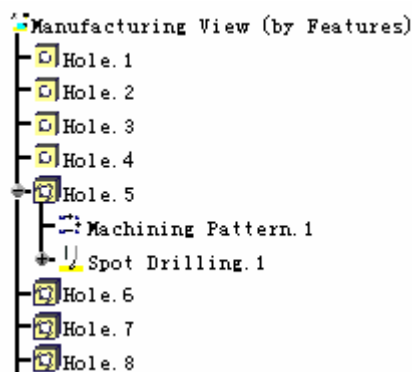 Manufacturing View (by Features)
Hole.1
Hole.2
Hole.3
Hole.4
Hole.5
Machining Pattern.1
Spot Drilling.1
Hole.6
Hole.7
Hole.8